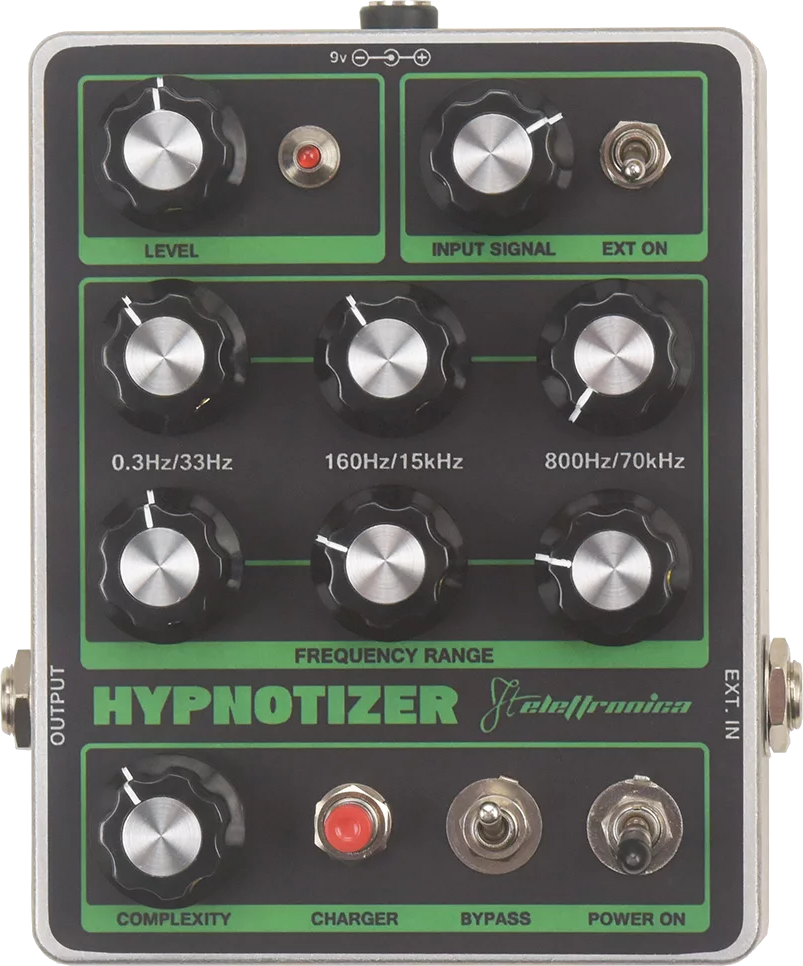 9v
LEVEL
INPUT SIGNAL
EXT ON
0.3Hz/33Hz
160Hz/15kHz
800Hz/70kHz
FREQUENCY RANGE
OUTPUT
HYPNOTIZER
elettronica
EXT. IN
COMPLEXITY
CHARGER
BYPASS
POWER ON